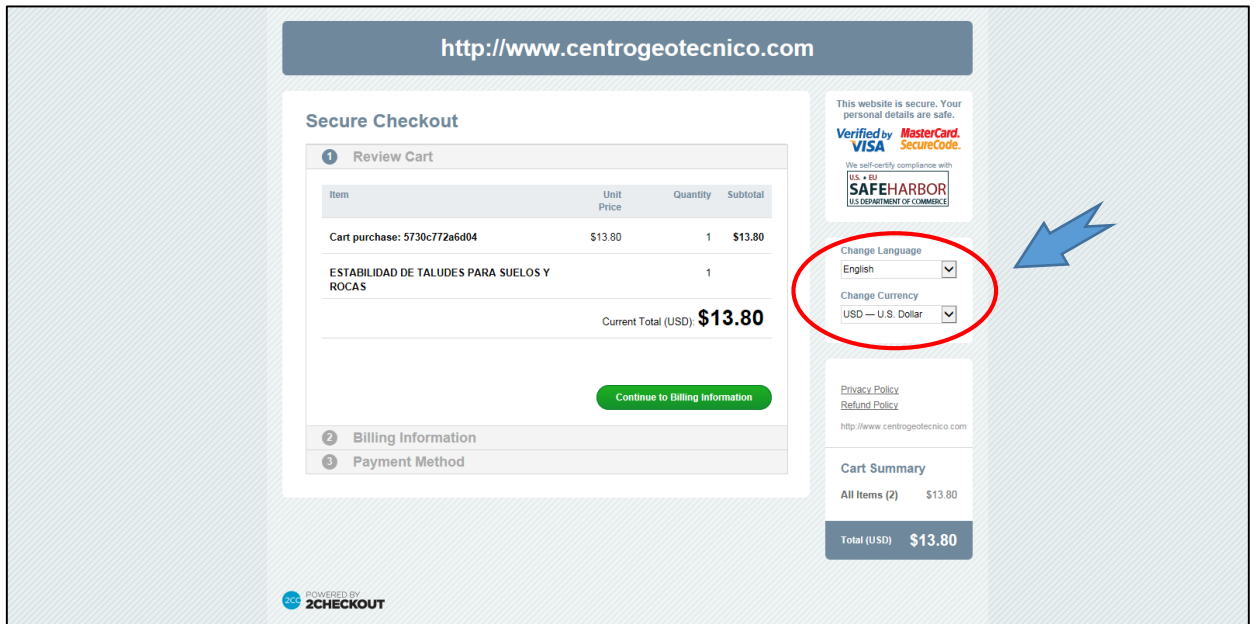 http://www.centrogeotecnico.com
Secure Checkout
1 Review Cart
Item Unit Price Quantity Subtotal
Cart purchase: 5730c772a6d04 $13.80 1 $13.80
ESTABILIDAD DE TALUDES PARA SUELOS Y 1
ROCAS
Current Total (USD): $13.80
Continue to Billing Information
2 Billing Information
3 Payment Method
This website is secure. Your
personal details are safe.
Verified by VISA
MasterCard. SecureCode.
We self-certify compliance with
U.S. • EU
SAFEHARBOR
U.S DEPARTMENT OF COMMERCE
Change Language
English
Change Currency
USD — U.S. Dollar
Privacy Policy
Refund Policy
http://www.centrogeotecnico.com
Cart Summary
All Items (2) $13.80
Total (USD) $13.80
2CO POWERED BY
2CHECKOUT